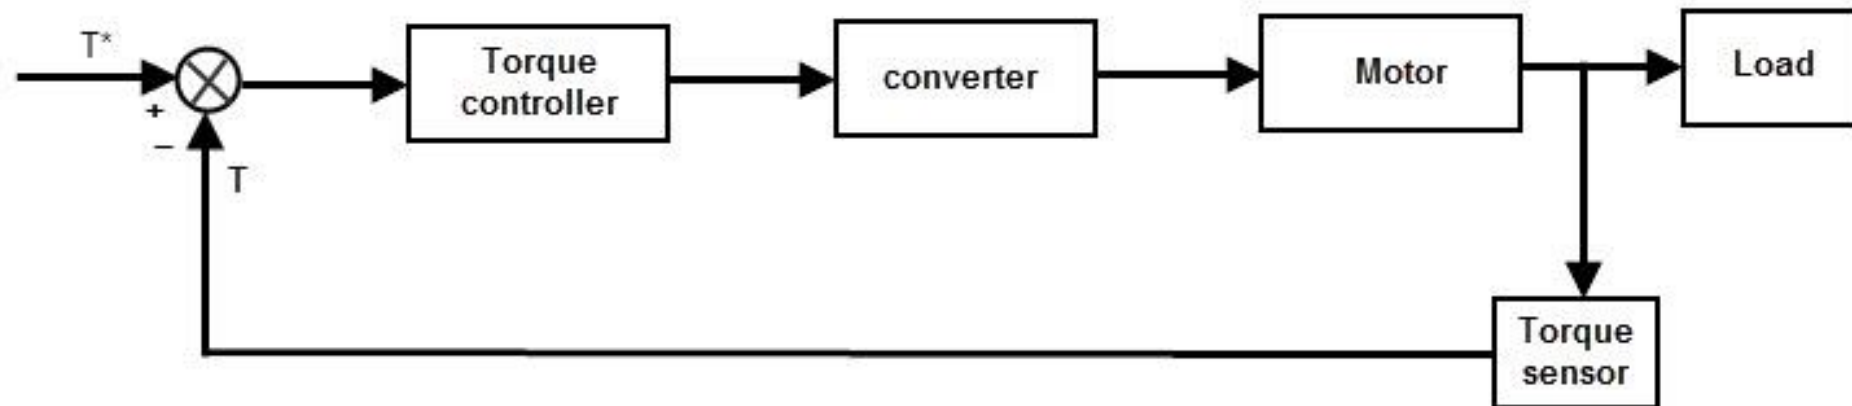 T*
+
–
T
Torque
controller
converter
Motor
Load
Torque
sensor